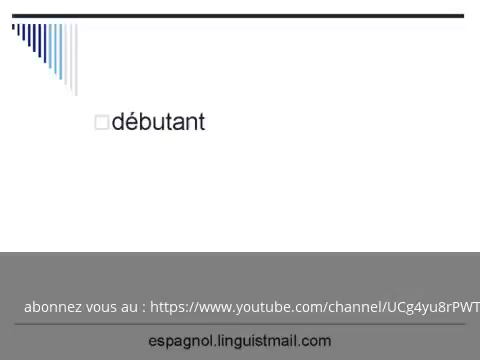 débutant
abonnez vous au : https://www.youtube.com/channel/UCg4yu8rPWT
espagnol.linguistmail.com